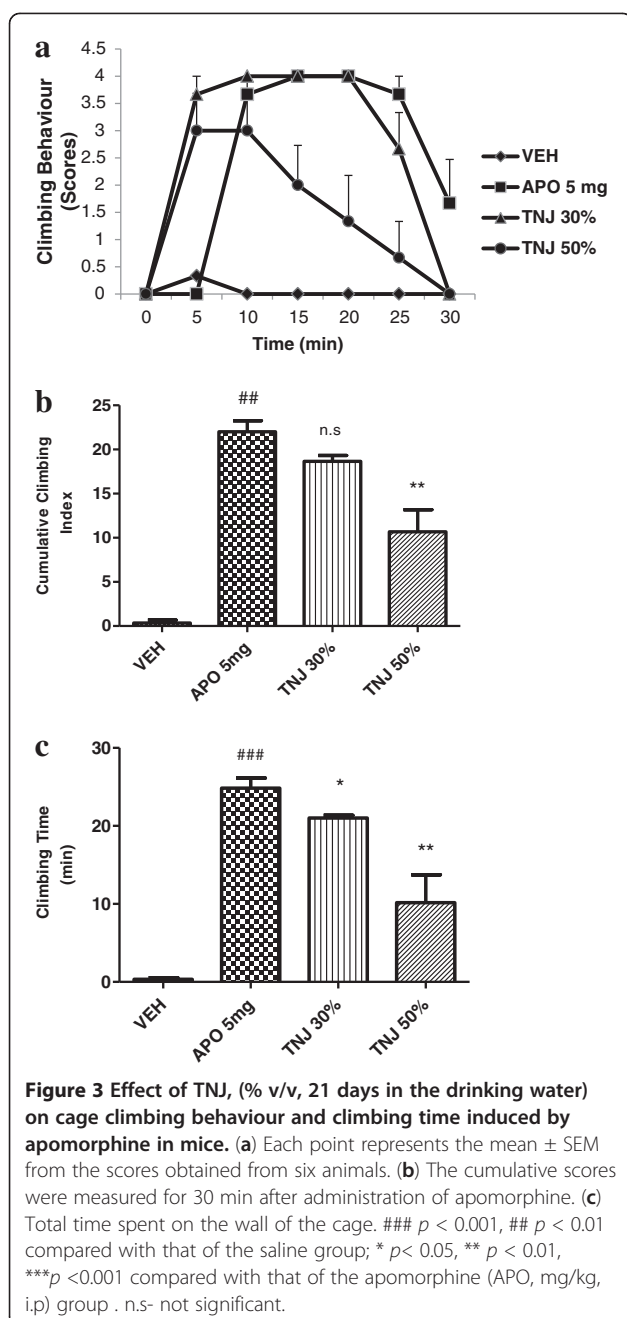 a
4.5
4
3.5
3
2.5
2
1.5
1
0.5
0
Climbing Behaviour
(Scores)
0 5 10 15 20 25 30
Time (min)
VEH
APO 5 mg
TNJ 30%
TNJ 50%
b
25
20
15
10
5
0
Cumulative Climbing
Index
##
n.s
**
VEH
APO 5mg
TNJ 30%
TNJ 50%
c
30
20
10
0
Climbing Time
(min)
###
*
**
VEH
APO 5mg
TNJ 30%
TNJ 50%
Figure 3 Effect of TNJ, (% v/v, 21 days in the drinking water)
on cage climbing behaviour and climbing time induced by
apomorphine in mice. (a) Each point represents the mean ± SEM
from the scores obtained from six animals. (b) The cumulative scores
were measured for 30 min after administration of apomorphine. (c)
Total time spent on the wall of the cage. ### p < 0.001, ## p < 0.01
compared with that of the saline group; * p< 0.05, ** p < 0.01,
***p <0.001 compared with that of the apomorphine (APO, mg/kg,
i.p) group . n.s- not significant.